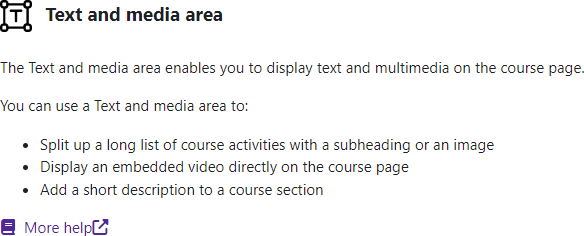 Text and media area
The Text and media area enables you to display text and multimedia on the course page.
You can use a Text and media area to:
• Split up a long list of course activities with a subheading or an image
• Display an embedded video directly on the course page
• Add a short description to a course section
More help